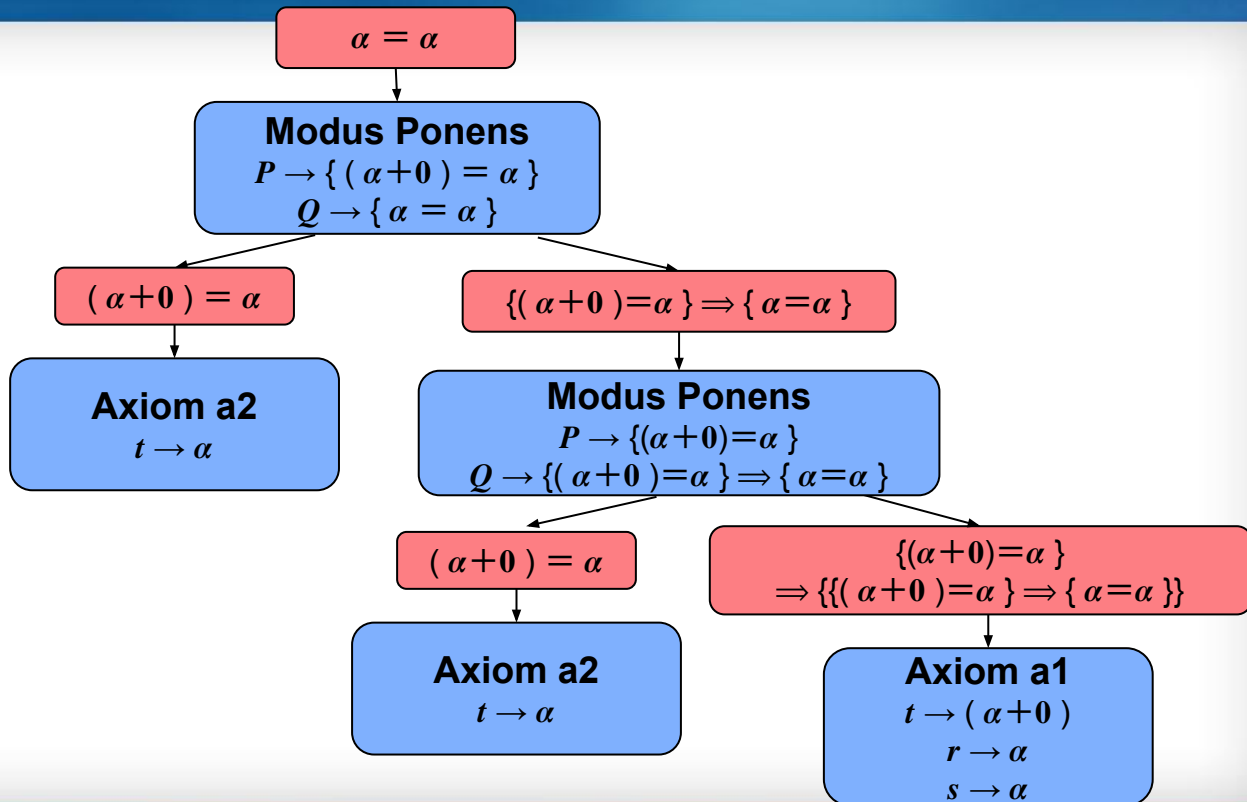 α = α
Modus Ponens
P → { ( α+0 ) = α }
Q → { α = α }
( α+0 ) = α
{( α+0 )=α } ⟹ { α=α }
Axiom a2
t → α
Modus Ponens
P → {(α+0)=α }
Q → {( α+0 )=α } ⟹ { α=α }
( α+0 ) = α
{(α+0)=α }
⟹ {{( α+0 )=α } ⟹ { α=α }}
Axiom a2
t → α
Axiom a1
t → ( α+0 )
r → α
s → α